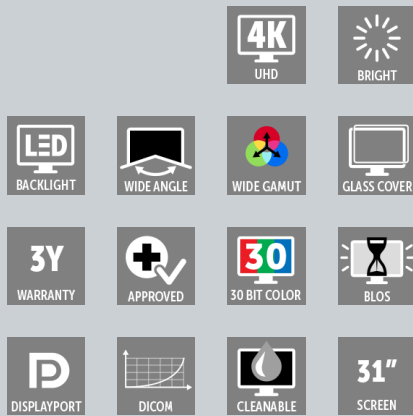 4K
UHD
BRIGHT
LED
BACKLIGHT
WIDE ANGLE
WIDE GAMUT
GLASS COVER
3Y
WARRANTY
APPROVED
30
30 BIT COLOR
BLOS
DISPLAYPORT
DICOM
CLEANABLE
31"
SCREEN